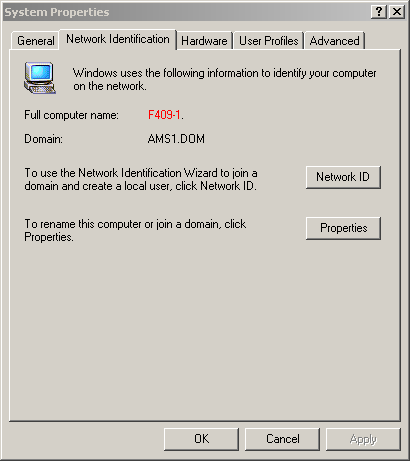 System Properties
General Network Identification Hardware User Profiles Advanced
Windows uses the following information to identify your computer
on the network.
Full computer name: F409-1.
Domain: AMS1.DOM
To use the Network Identification Wizard to join a
domain and create a local user, click Network ID.
Network ID
To rename this computer or join a domain, click
Properties.
Properties
OK Cancel Apply